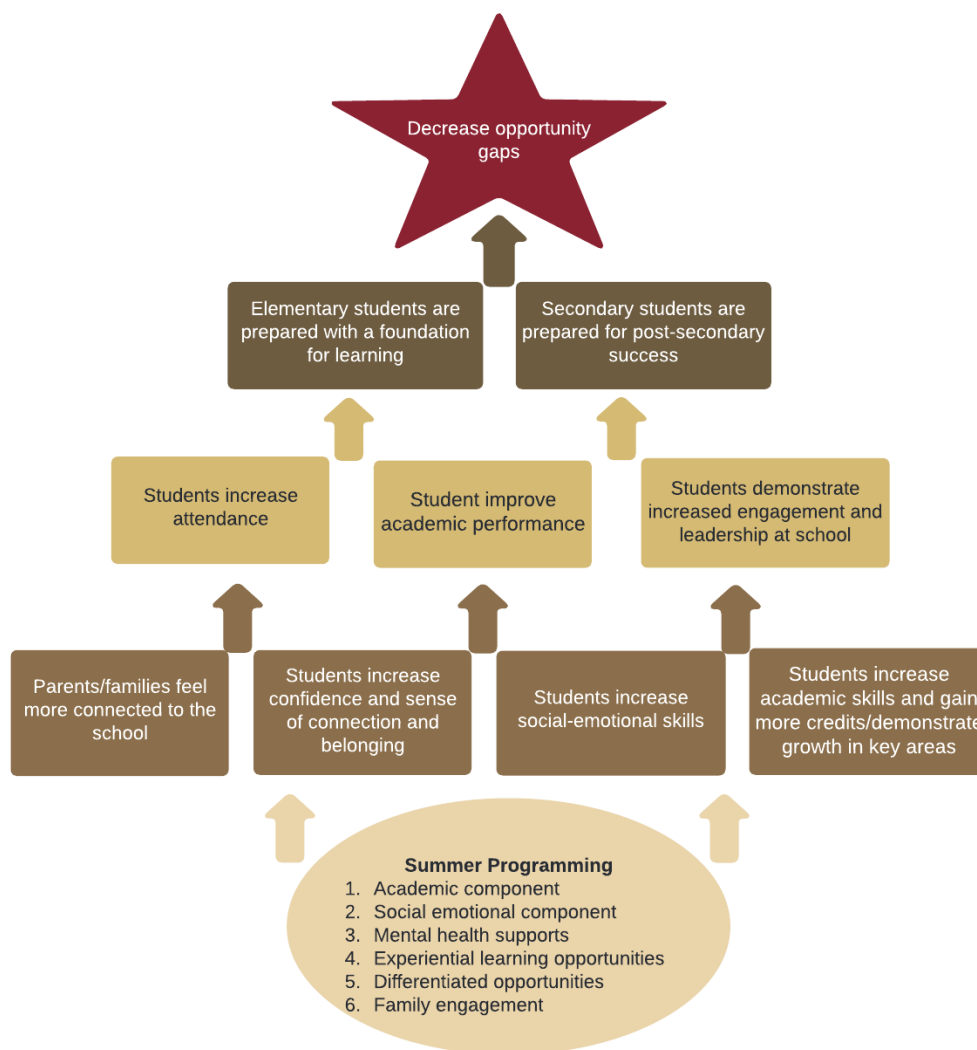 Decrease opportunity
gaps
Elementary students are
prepared with a foundation
for learning
Secondary students are
prepared for post-secondary
success
Students increase
attendance
Student improve
academic performance
Students demonstrate
increased engagement and
leadership at school
Parents/families feel
more connected to the
school
Students increase
confidence and sense
of connection and
belonging
Students increase
social-emotional skills
Students increase
academic skills and gain
more credits/demonstrate
growth in key areas
Summer Programming
1. Academic component
2. Social emotional component
3. Mental health supports
4. Experiential learning opportunities
5. Differentiated opportunities
6. Family engagement